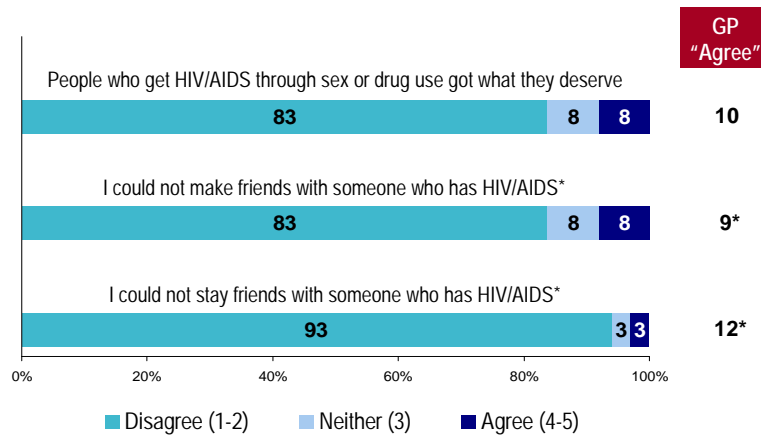 GP
“Agree”
People who get HIV/AIDS through sex or drug use got what they deserve
83 8 8 10
I could not make friends with someone who has HIV/AIDS*
83 8 8 9*
I could not stay friends with someone who has HIV/AIDS*
93 3 3 12*
0% 20% 40% 60% 80% 100%
Disagree (1-2) Neither (3) Agree (4-5)